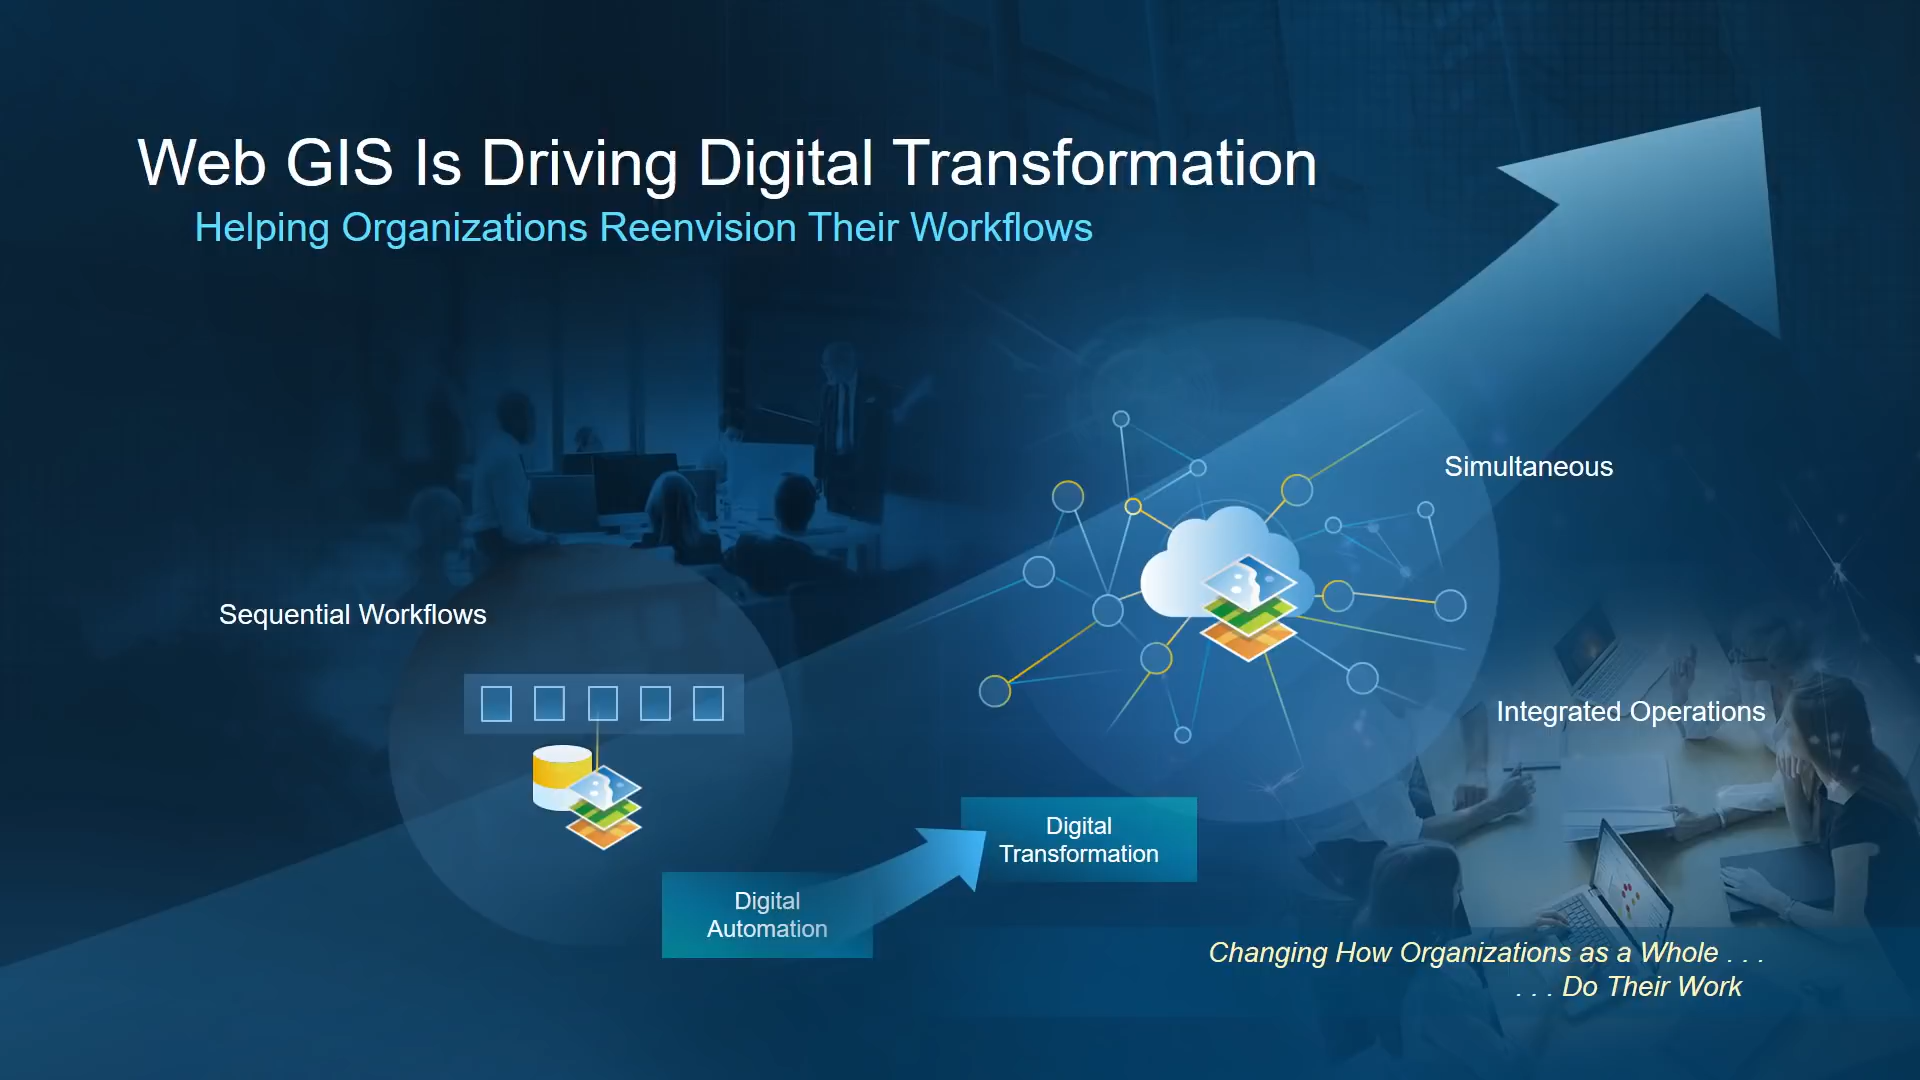 Web GIS Is Driving Digital Transformation
Helping Organizations Reenvision Their Workflows
Simultaneous
Sequential Workflows
Integrated Operations
Digital
Transformation
Digital
Automation
Changing How Organizations as a Whole . . .
. . . Do Their Work